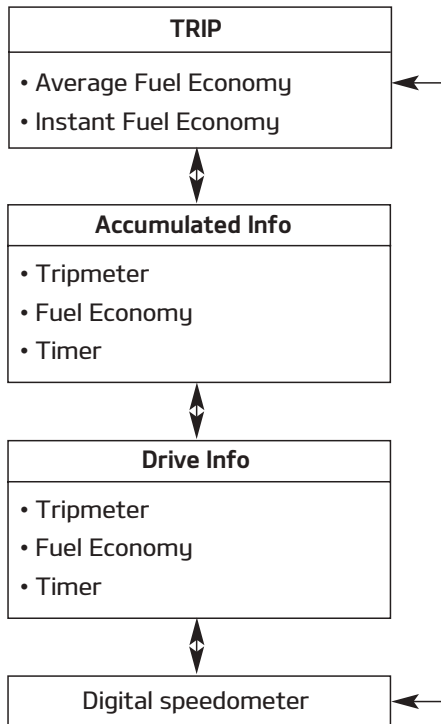 TRIP
• Average Fuel Economy
• Instant Fuel Economy
Accumulated Info
• Tripmeter
• Fuel Economy
• Timer
Drive Info
• Tripmeter
• Fuel Economy
• Timer
Digital speedometer